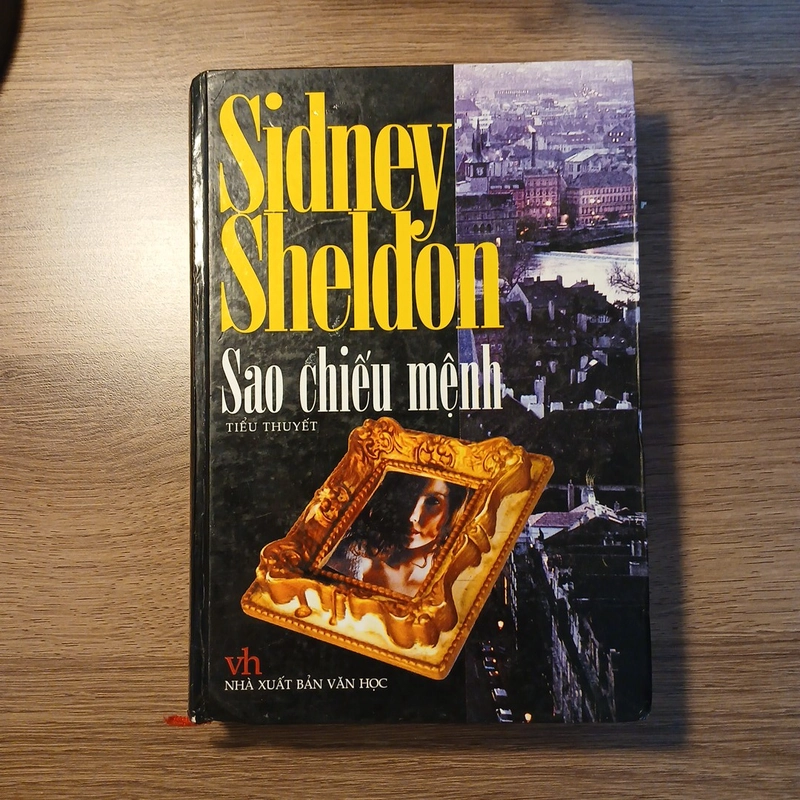 Sidney
Sheldon
Sao chiếu mệnh
TIỂU THUYẾT
vh
NHÀ XUẤT BẢN VĂN HỌC